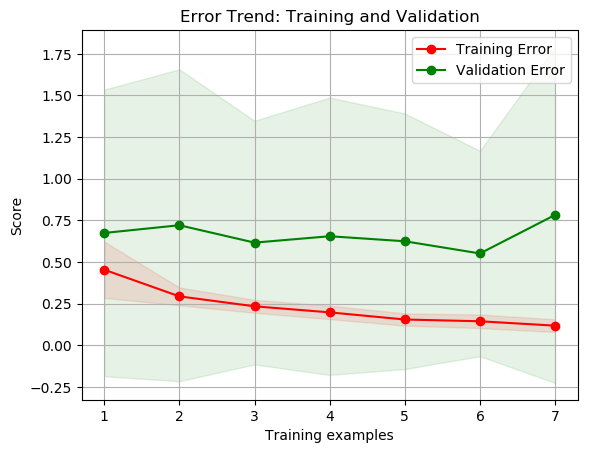 Error Trend: Training and Validation
Training Error
Validation Error
Score
1.75
1.50
1.25
1.00
0.75
0.50
0.25
0.00
−0.25
1 2 3 4 5 6 7
Training examples